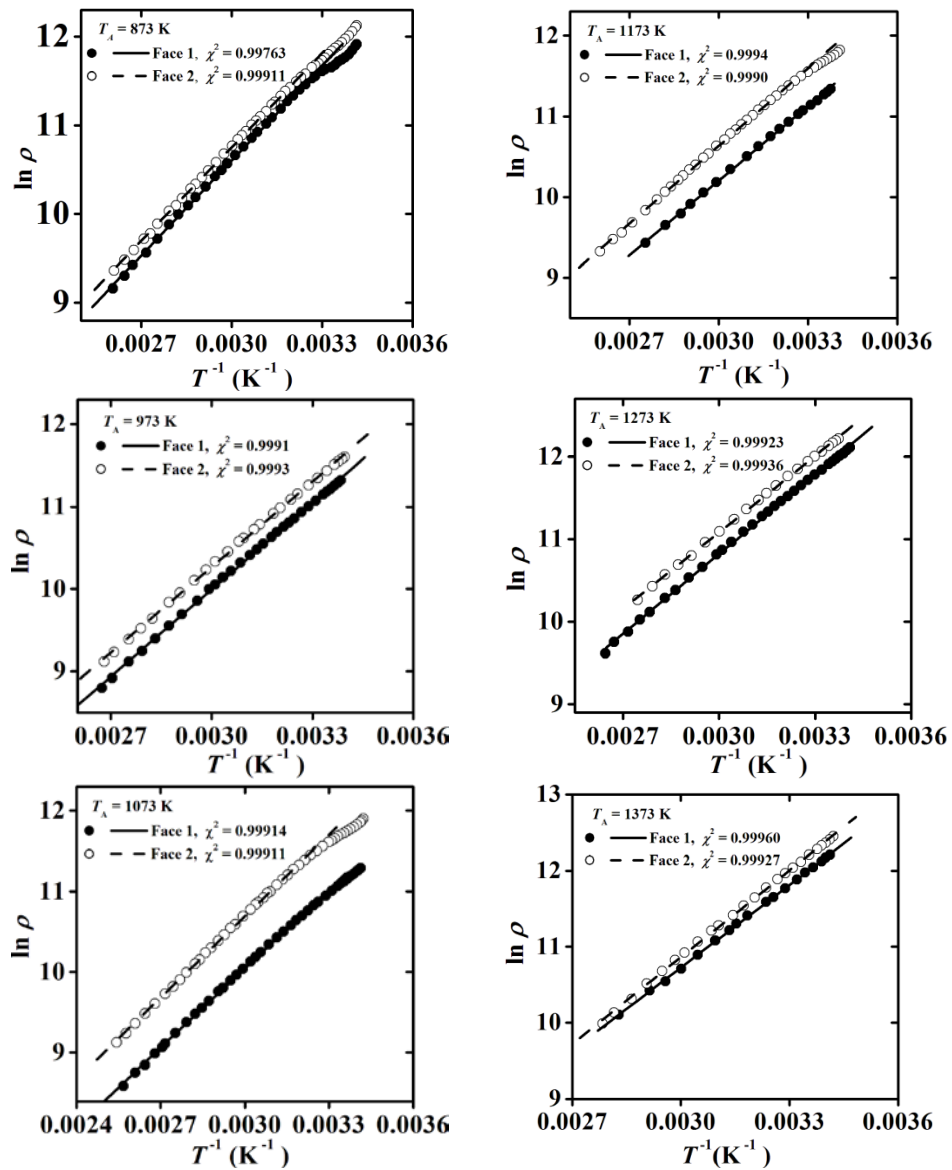 T_A = 873 K
Face 1, χ² = 0.99763
Face 2, χ² = 0.99911
12
11
10
9
ln ρ
0.0027 0.0030 0.0033 0.0036
T⁻¹ (K⁻¹)
T_A = 1173 K
Face 1, χ² = 0.9994
Face 2, χ² = 0.9990
12
11
10
9
ln ρ
0.0027 0.0030 0.0033 0.0036
T⁻¹ (K⁻¹)
T_A = 973 K
Face 1, χ² = 0.9991
Face 2, χ² = 0.9993
12
11
10
9
ln ρ
0.0027 0.0030 0.0033 0.0036
T⁻¹ (K⁻¹)
T_A = 1273 K
Face 1, χ² = 0.99923
Face 2, χ² = 0.99936
12
11
10
9
ln ρ
0.0027 0.0030 0.0033 0.0036
T⁻¹ (K⁻¹)
T_A = 1073 K
Face 1, χ² = 0.99914
Face 2, χ² = 0.99911
12
11
10
9
ln ρ
0.0024 0.0027 0.0030 0.0033 0.0036
T⁻¹ (K⁻¹)
T_A = 1373 K
Face 1, χ² = 0.99960
Face 2, χ² = 0.99927
13
12
11
10
9
ln ρ
0.0027 0.0030 0.0033 0.0036
T⁻¹(K⁻¹)